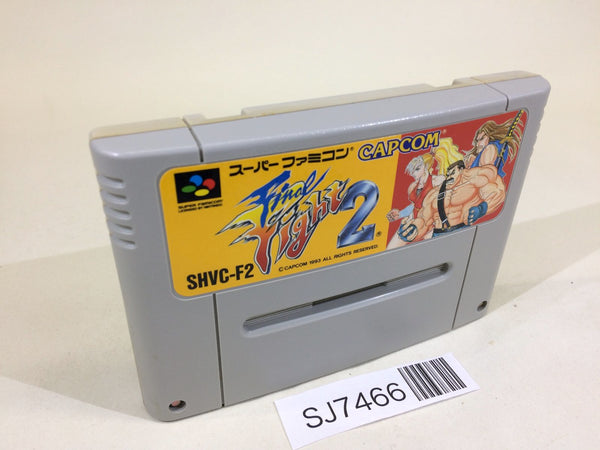 スーパーファミコン
CAPCOM
SUPER FAMICOM
LICENSED BY NINTENDO
Final
Fight 2
SHVC-F2
© CAPCOM 1993 ALL RIGHTS RESERVED.
SJ7466